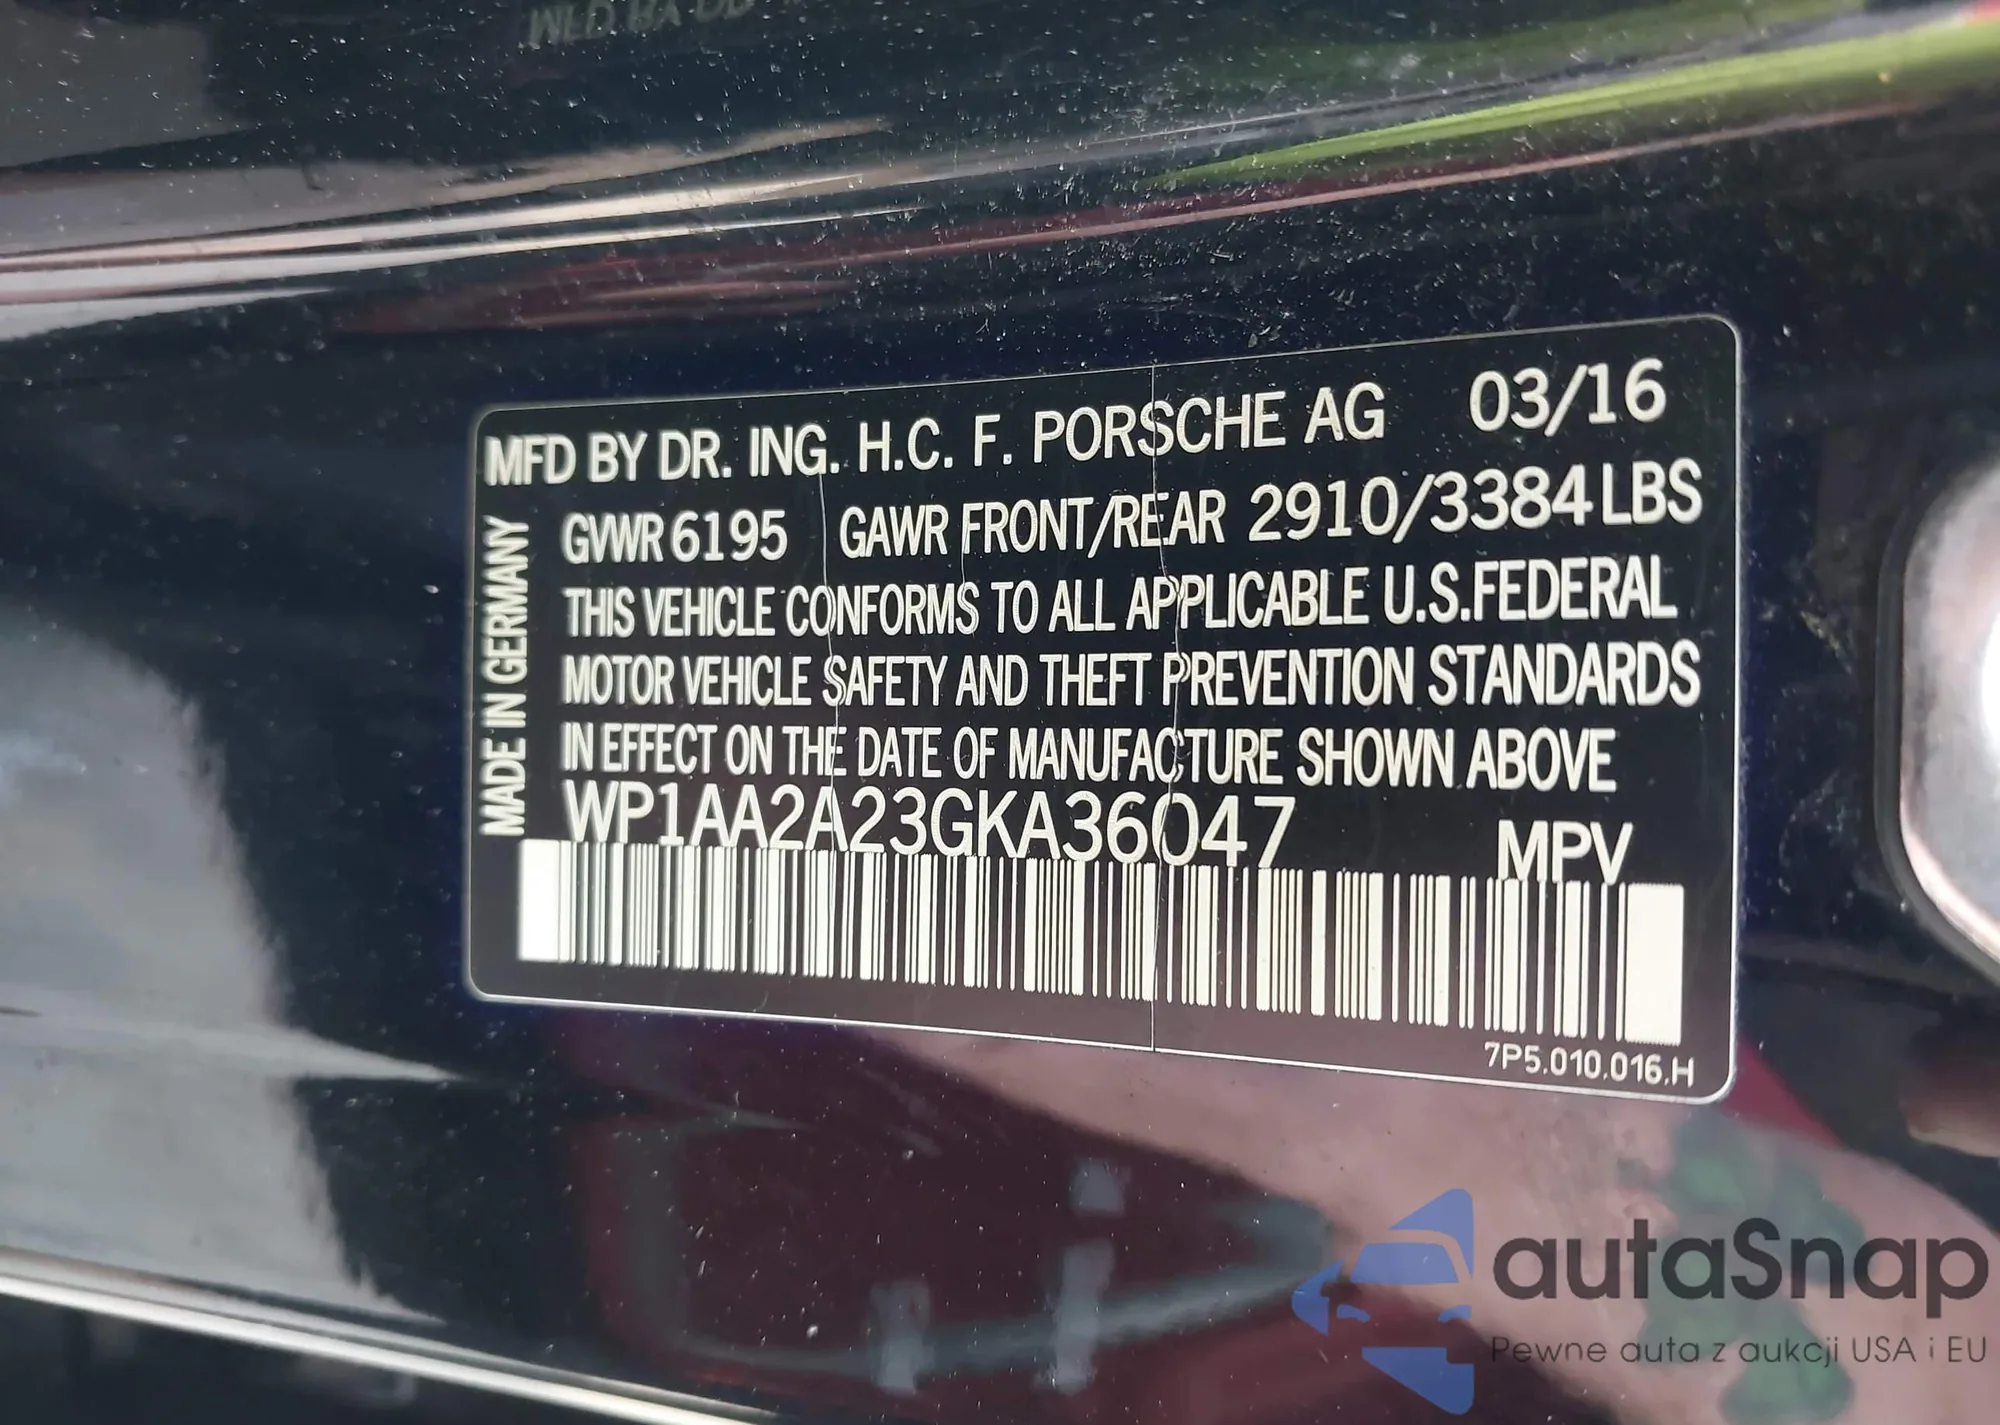 MFD BY DR. ING. H.C. F. PORSCHE AG 03/16
GVWR 6195 GAWR FRONT/REAR 2910/3384 LBS
THIS VEHICLE CONFORMS TO ALL APPLICABLE U.S. FEDERAL
MOTOR VEHICLE SAFETY AND THEFT PREVENTION STANDARDS
IN EFFECT ON THE DATE OF MANUFACTURE SHOWN ABOVE
WP1AA2A23GKA36047 MPV
MADE IN GERMANY
7P5.010.016.H
autaSnap
Pewne auta z aukcji USA i EU